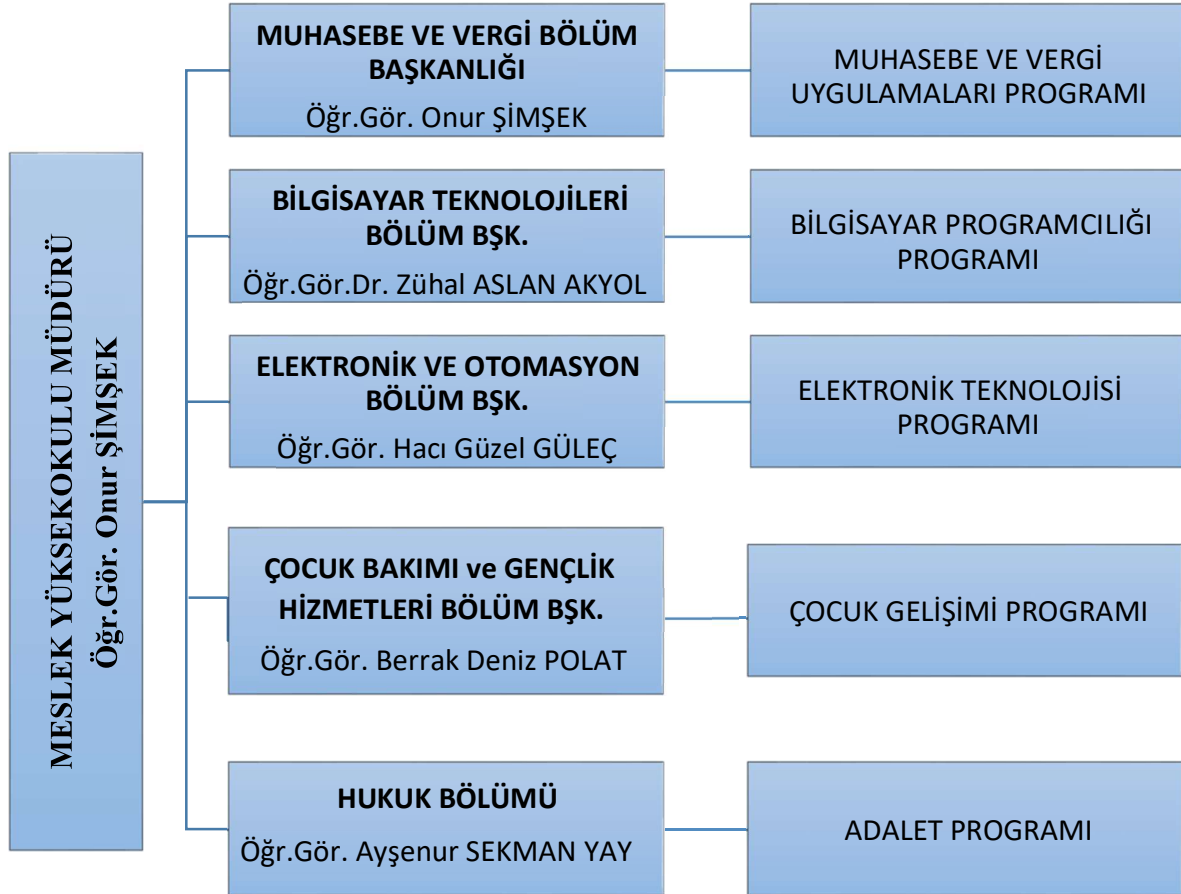 MESLEK YÜKSEKOKULU MÜDÜRÜ
Öğr.Gör. Onur ŞİMŞEK
MUHASEBE VE VERGİ BÖLÜM
BAŞKANLIĞI
Öğr.Gör. Onur ŞİMŞEK
MUHASEBE VE VERGİ
UYGULAMALARI PROGRAMI
BİLGİSAYAR TEKNOLOJİLERİ
BÖLÜM BŞK.
Öğr.Gör.Dr. Zühal ASLAN AKYOL
BİLGİSAYAR PROGRAMCILIĞI
PROGRAMI
ELEKTRONİK VE OTOMASYON
BÖLÜM BŞK.
Öğr.Gör. Hacı Güzel GÜLEÇ
ELEKTRONİK TEKNOLOJİSİ
PROGRAMI
ÇOCUK BAKIMI ve GENÇLİK
HİZMETLERİ BÖLÜM BŞK.
Öğr.Gör. Berrak Deniz POLAT
ÇOCUK GELİŞİMİ PROGRAMI
HUKUK BÖLÜMÜ
Öğr.Gör. Ayşenur SEKMAN YAY
ADALET PROGRAMI